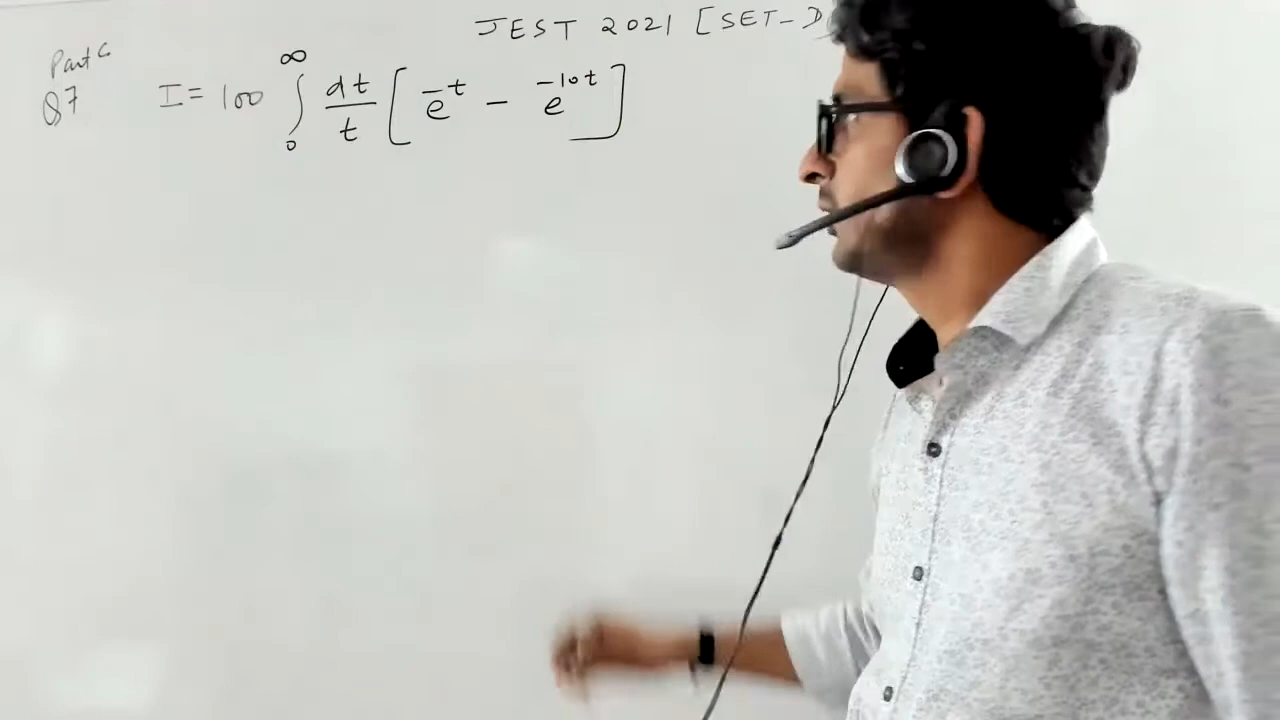 JEST 2021 [SET-D
Part C
Q7 I = 100 ∫₀^∞ dt/t [e^-t - e^-10t]